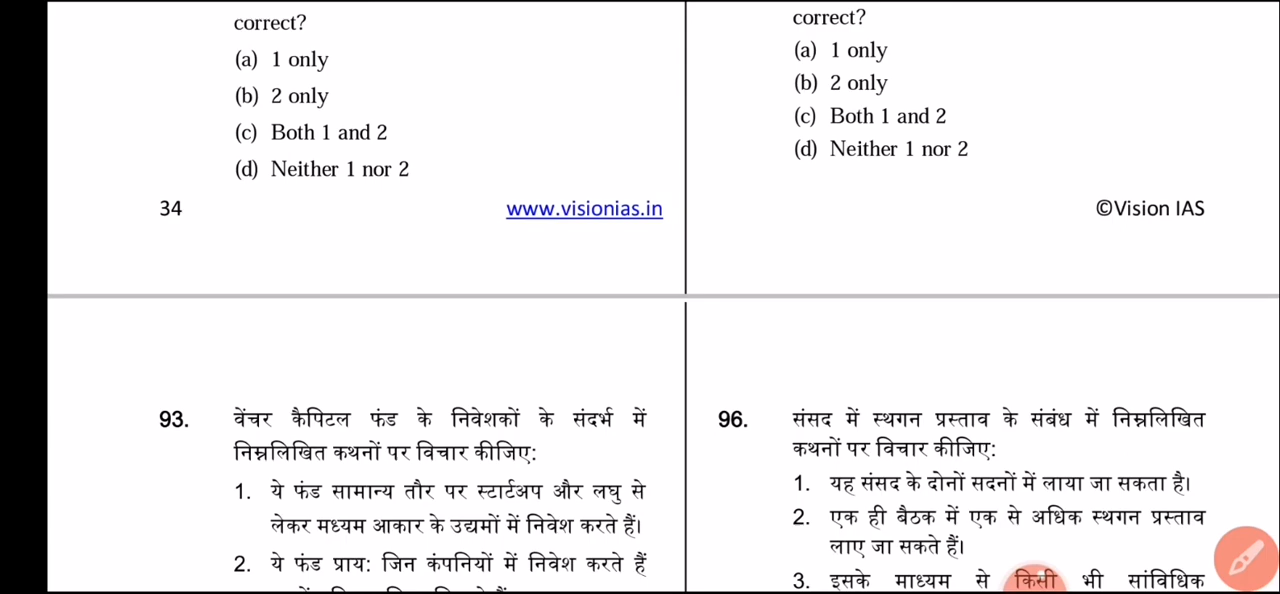 correct?
(a) 1 only
(b) 2 only
(c) Both 1 and 2
(d) Neither 1 nor 2
correct?
(a) 1 only
(b) 2 only
(c) Both 1 and 2
(d) Neither 1 nor 2
34
www.visionias.in
©Vision IAS
93. वेंचर कैपिटल फंड के निवेशकों के संदर्भ में
निम्नलिखित कथनों पर विचार कीजिए:
1. ये फंड सामान्य तौर पर स्टार्टअप और लघु से
लेकर मध्यम आकार के उद्यमों में निवेश करते हैं।
2. ये फंड प्राय: जिन कंपनियों में निवेश करते हैं
96. संसद में स्थगन प्रस्ताव के संबंध में निम्नलिखित
कथनों पर विचार कीजिए:
1. यह संसद के दोनों सदनों में लाया जा सकता है।
2. एक ही बैठक में एक से अधिक स्थगन प्रस्ताव
लाए जा सकते हैं।
3. इसके माध्यम से किसी भी सांविधिक